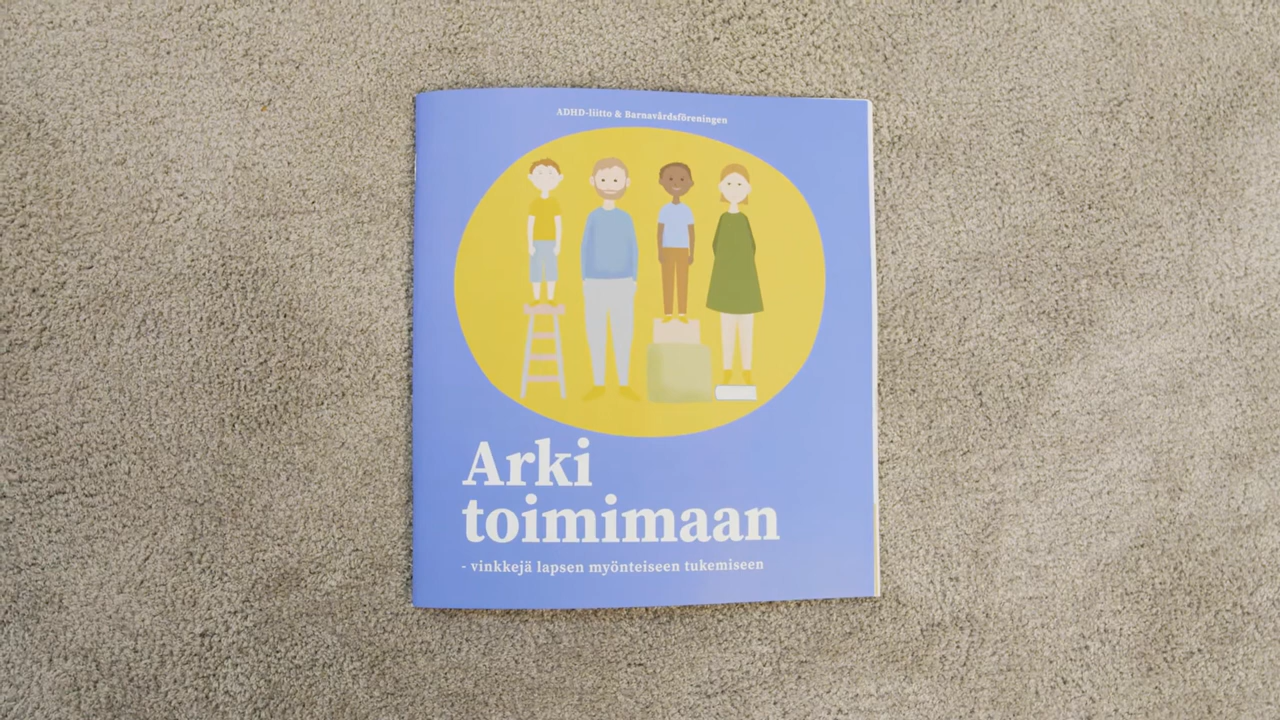 ADHD-liitto & Barnavårdsföreningen
Arki
toimimaan
- vinkkejä lapsen myönteiseen tukemiseen